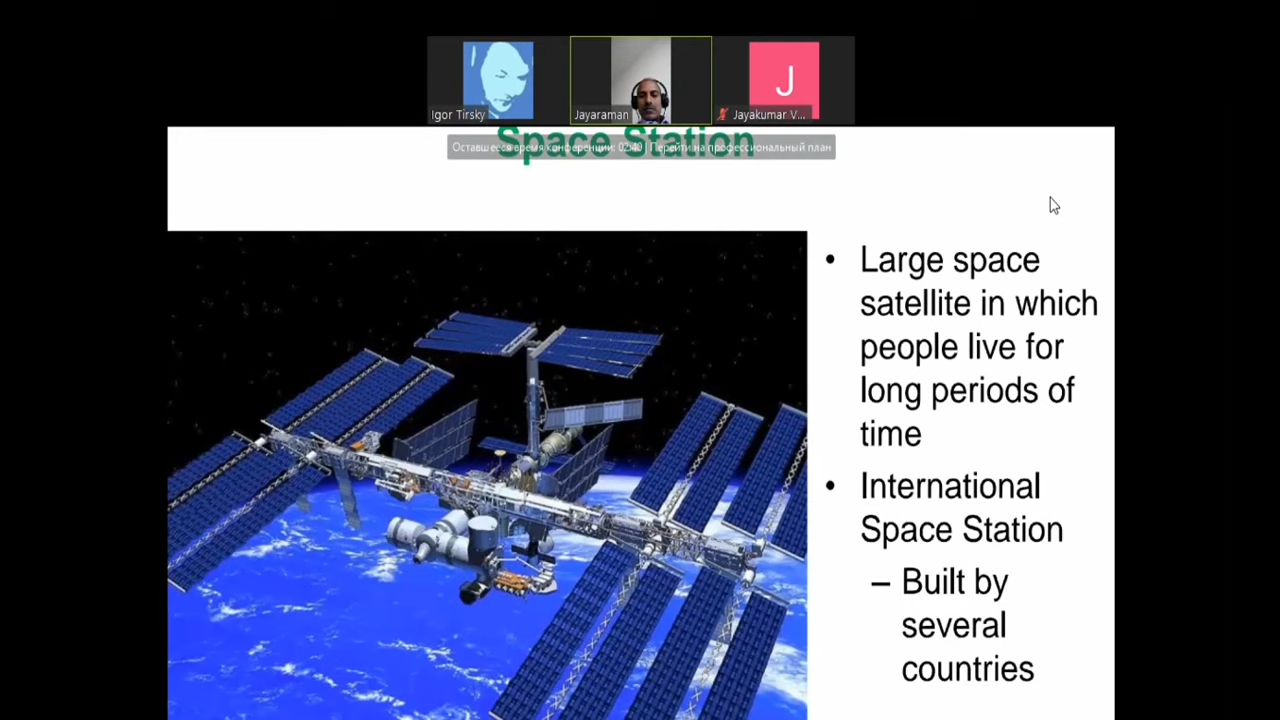 Igor Tirsky
Jayaraman
J
Jayakumar V...
Space Station
Оставшееся время конференции: 02:40 | Перейти на профессиональный план
• Large space
satellite in which
people live for
long periods of
time
• International
Space Station
– Built by
several
countries